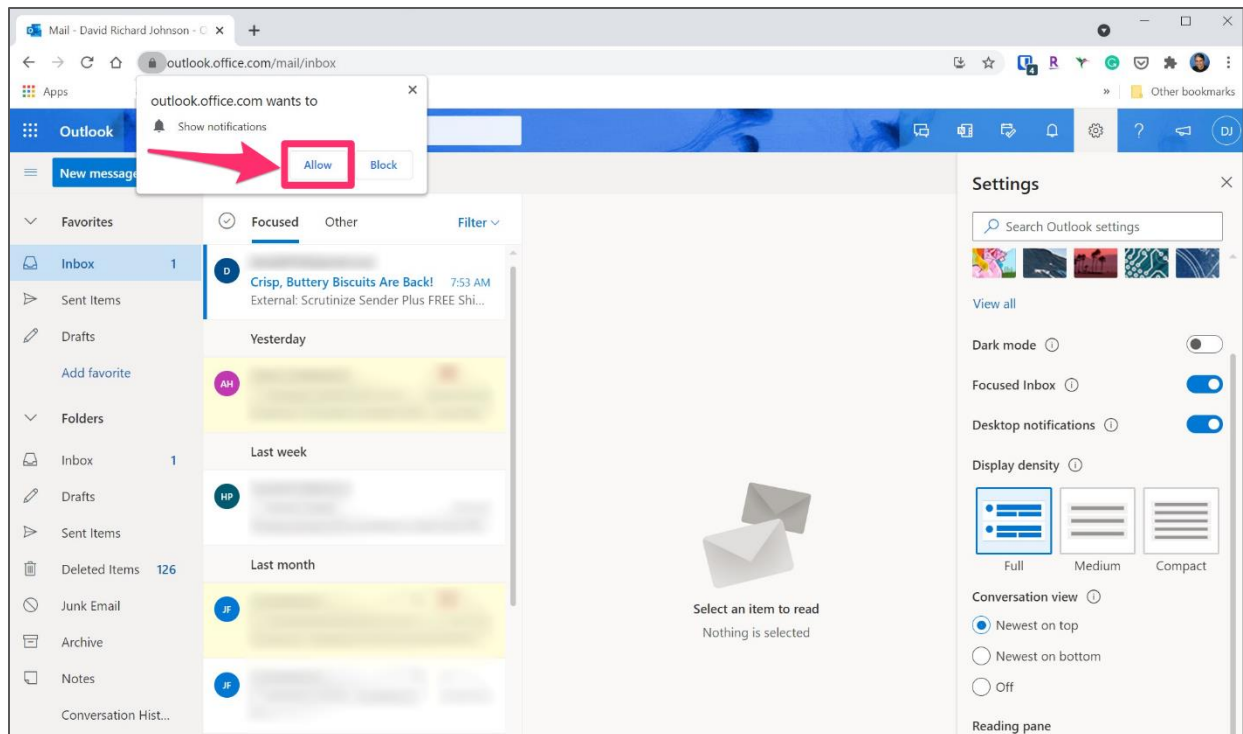 Mail - David Richard Johnson - O
outlook.office.com/mail/inbox
4
R
Apps
»
Other bookmarks
outlook.office.com wants to
Show notifications
Allow
Block
Outlook
?
DJ
New message
Favorites
Inbox 1
Sent Items
Drafts
Add favorite
Folders
Inbox 1
Drafts
Sent Items
Deleted Items 126
Junk Email
Archive
Notes
Conversation Hist...
Focused Other Filter
D
Crisp, Buttery Biscuits Are Back! 7:53 AM
External: Scrutinize Sender Plus FREE Shi...
Yesterday
AH
Last week
HP
Last month
JF
JF
Select an item to read
Nothing is selected
Settings
Search Outlook settings
View all
Dark mode
Focused Inbox
Desktop notifications
Display density
Full Medium Compact
Conversation view
Newest on top
Newest on bottom
Off
Reading pane